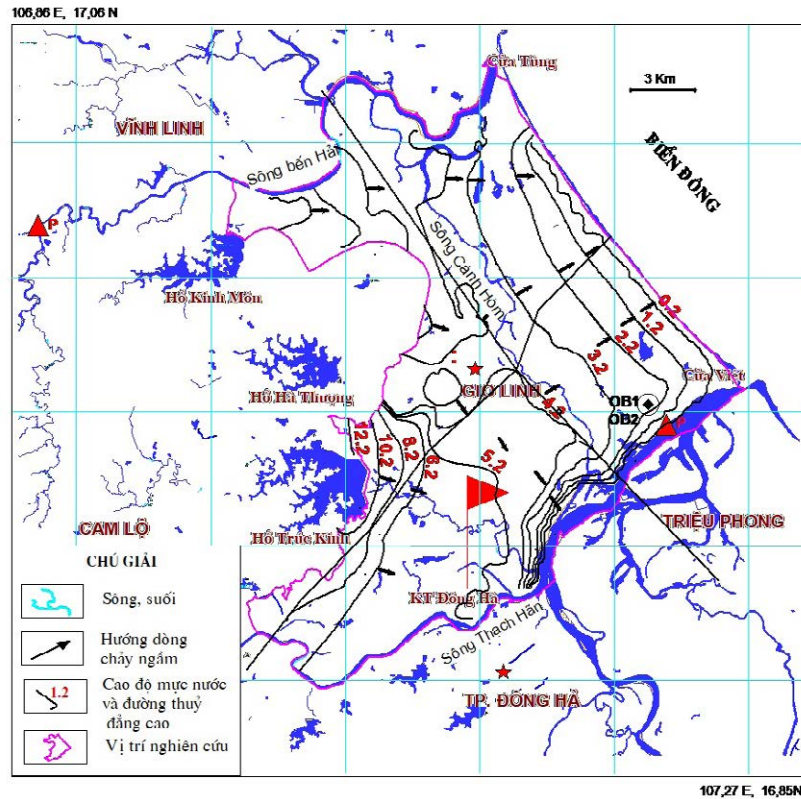 106,86 E, 17,06 N
Cửa Tùng
3 Km
VĨNH LINH
BIỂN ĐÔNG
Sông bến Hải
P
Sông Cánh Hòm
Hồ Kinh Môn
0.2
1.2
2.2
3.2
Cửa Việt
GIO LINH
Hồ Hà Thượng
4.2
OB1
OB2
P
12.2
10.2
8.2
6.2
5.2
CAM LỘ
Hồ Trúc Kinh
TRIỆU PHONG
KT Đông Hà
Sông Thạch Hãn
TP. ĐÔNG HÀ
CHÚ GIẢI
Sông, suối
Hướng dòng
chảy ngầm
1.2
Cao độ mực nước
và đường thuỷ
đẳng cao
Vị trí nghiên cứu
107,27 E, 16,85N